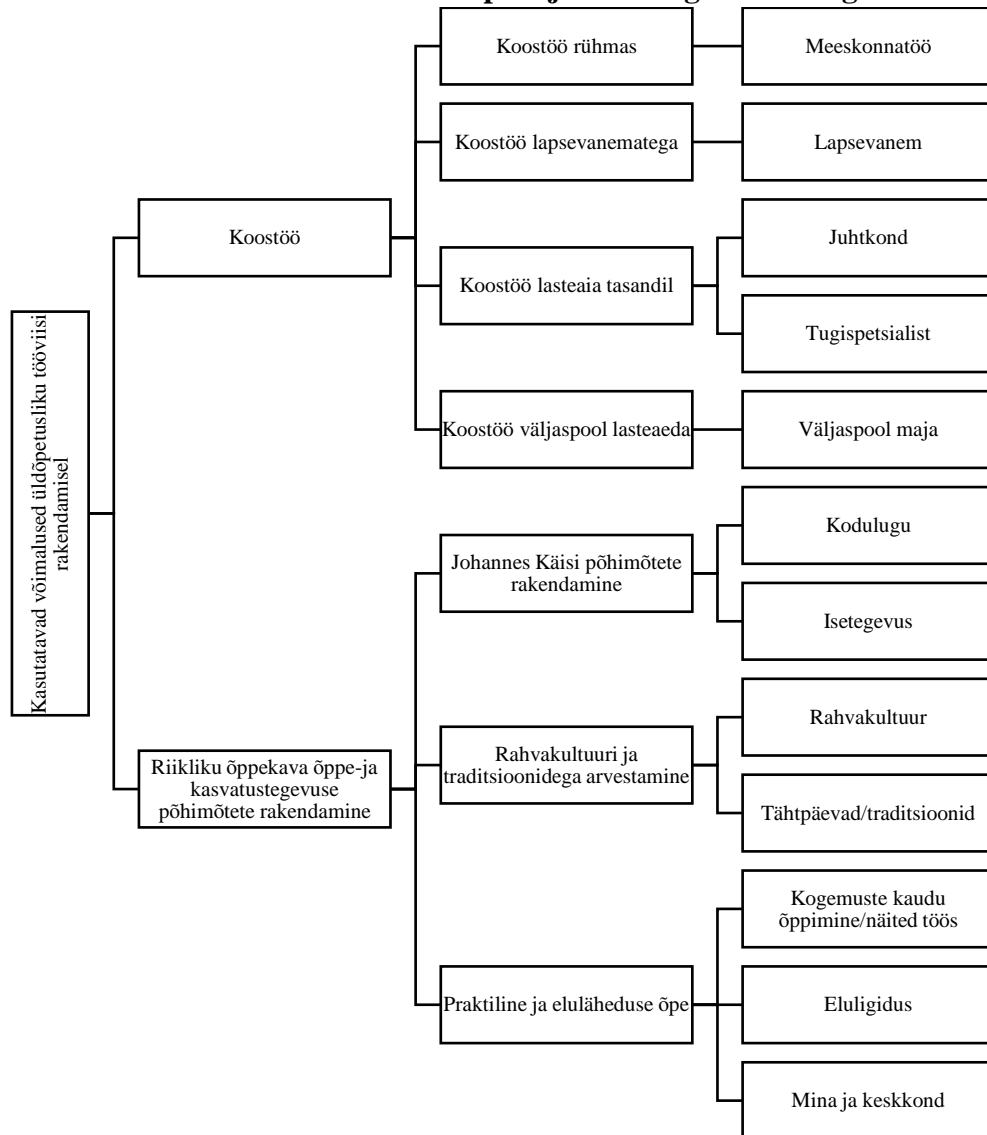 Koostöö rühmas
Meeskonnatöö
Koostöö lapsevanematega
Lapsevanem
Koostöö
Juhtkond
Koostöö lasteaia tasandil
Tugispetsialist
Koostöö väljaspool lasteaeda
Väljaspool maja
Kasutatavad võimalused üldõpetusliku tööviisi
rakendamisel
Kodulugu
Johannes Käisi põhimõtete
rakendamine
Isetegevus
Rahvakultuur
Riikliku õppekava õppe-ja
kasvatustegevuse
põhimõtete rakendamine
Rahvakultuuri ja
traditsioonidega arvestamine
Tähtpäevad/traditsioonid
Kogemuste kaudu
õppimine/näited töös
Praktiline ja eluläheduse õpe
Eluligidus
Mina ja keskkond